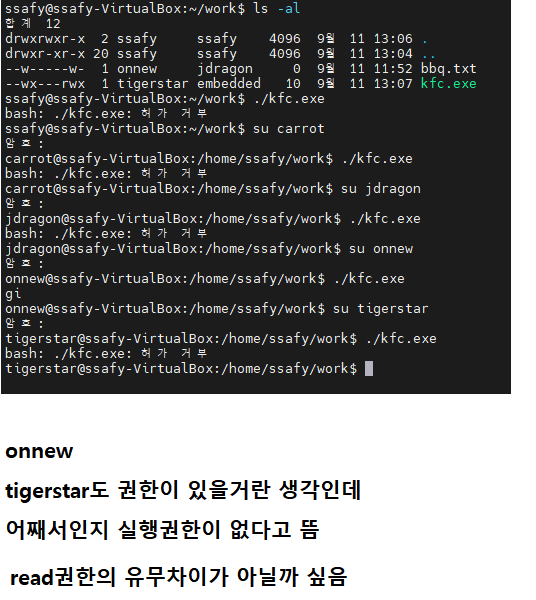 ssafy@ssafy-VirtualBox:~/work$ ls -al
합계 12
drwxrwxr-x  2 ssafy     ssafy    4096  9월  11 13:06 .
drwxr-xr-x 20 ssafy     ssafy    4096  9월  11 13:04 ..
--w-----w-  1 onnew     jdragon     0  9월  11 11:52 bbq.txt
--wx---rwx  1 tigerstar embedded   10  9월  11 13:07 kfc.exe
ssafy@ssafy-VirtualBox:~/work$ ./kfc.exe
bash: ./kfc.exe: 허가 거부
ssafy@ssafy-VirtualBox:~/work$ su carrot
암호:
carrot@ssafy-VirtualBox:/home/ssafy/work$ ./kfc.exe
bash: ./kfc.exe: 허가 거부
carrot@ssafy-VirtualBox:/home/ssafy/work$ su jdragon
암호:
jdragon@ssafy-VirtualBox:/home/ssafy/work$ ./kfc.exe
bash: ./kfc.exe: 허가 거부
jdragon@ssafy-VirtualBox:/home/ssafy/work$ su onnew
암호:
onnew@ssafy-VirtualBox:/home/ssafy/work$ ./kfc.exe
gi
onnew@ssafy-VirtualBox:/home/ssafy/work$ su tigerstar
암호:
tigerstar@ssafy-VirtualBox:/home/ssafy/work$ ./kfc.exe
bash: ./kfc.exe: 허가 거부
tigerstar@ssafy-VirtualBox:/home/ssafy/work$
onnew
tigerstar도 권한이 있을거란 생각인데
어째서인지 실행권한이 없다고 뜸
read권한의 유무차이가 아닐까 싶음